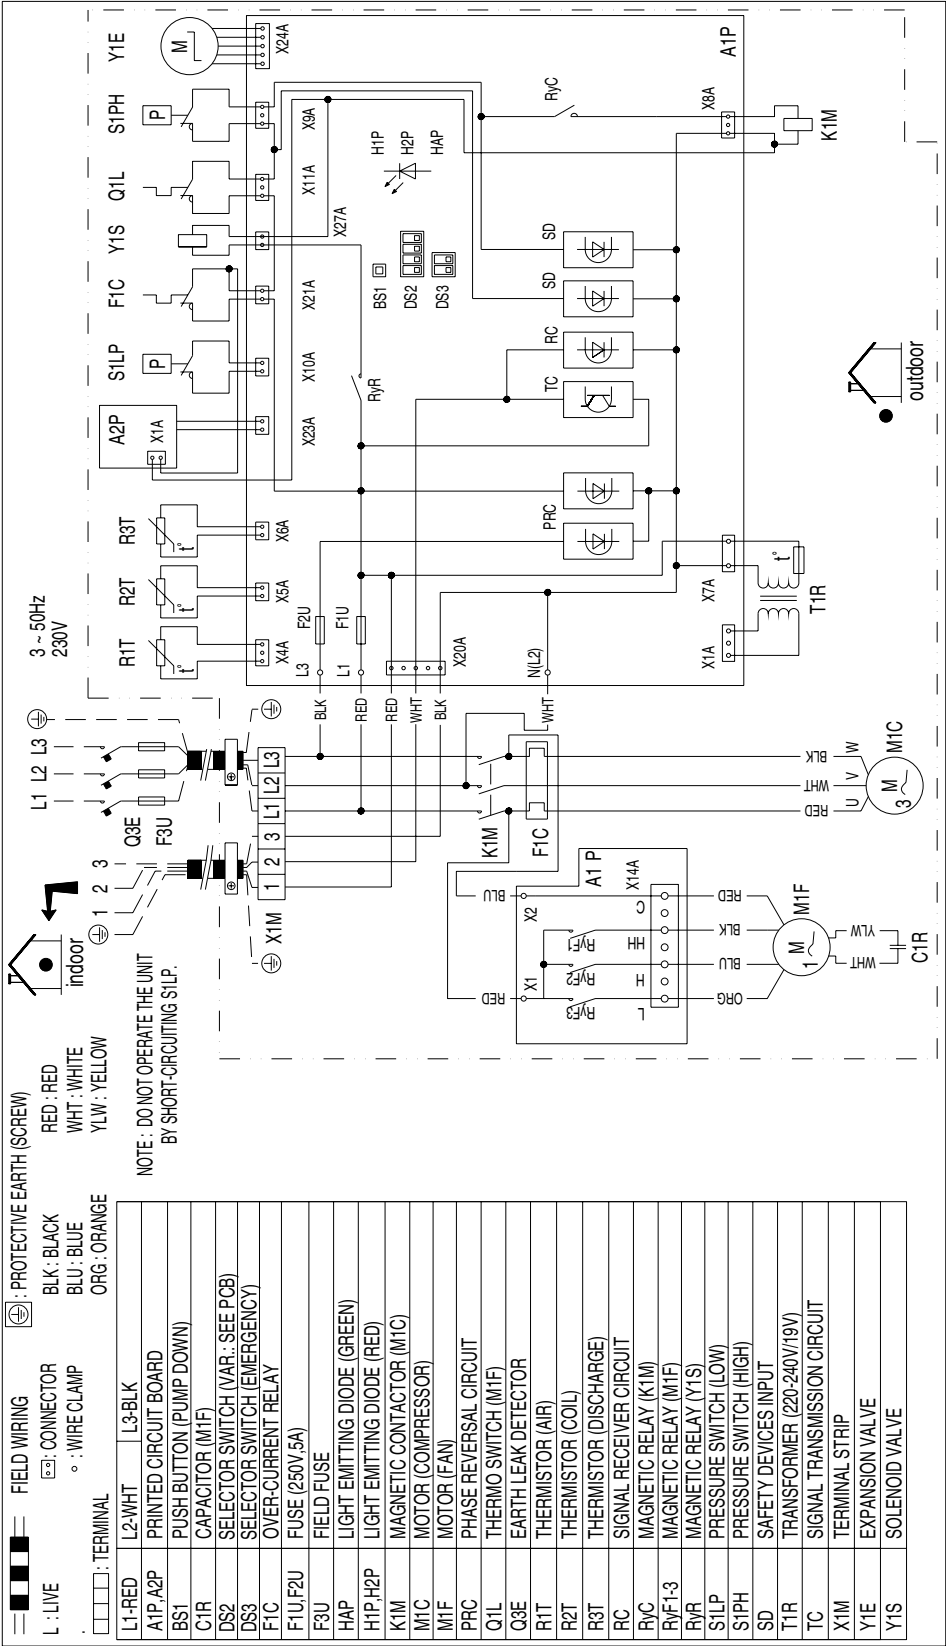 FIELD WIRING
: PROTECTIVE EARTH (SCREW)
L : LIVE
: CONNECTOR
: WIRE CLAMP
: TERMINAL
BLK : BLACK
BLU : BLUE
ORG : ORANGE
RED : RED
WHT : WHITE
YLW : YELLOW
L1-RED L2-WHT L3-BLK
A1P,A2P PRINTED CIRCUIT BOARD
BS1 PUSH BUTTON (PUMP DOWN)
C1R CAPACITOR (M1F)
DS2 SELECTOR SWITCH (VAR.: SEE PCB)
DS3 SELECTOR SWITCH (EMERGENCY)
F1C OVER-CURRENT RELAY
F1U,F2U FUSE (250V,5A)
F3U FIELD FUSE
HAP LIGHT EMITTING DIODE (GREEN)
H1P,H2P LIGHT EMITTING DIODE (RED)
K1M MAGNETIC CONTACTOR (M1C)
M1C MOTOR (COMPRESSOR)
M1F MOTOR (FAN)
PRC PHASE REVERSAL CIRCUIT
Q1L THERMO SWITCH (M1F)
Q3E EARTH LEAK DETECTOR
R1T THERMISTOR (AIR)
R2T THERMISTOR (COIL)
R3T THERMISTOR (DISCHARGE)
RC SIGNAL RECEIVER CIRCUIT
RyC MAGNETIC RELAY (K1M)
RyF1-3 MAGNETIC RELAY (M1F)
RyR MAGNETIC RELAY (Y1S)
S1LP PRESSURE SWITCH (LOW)
S1PH PRESSURE SWITCH (HIGH)
SD SAFETY DEVICES INPUT
T1R TRANSFORMER (220-240V/19V)
TC SIGNAL TRANSMISSION CIRCUIT
X1M TERMINAL STRIP
Y1E EXPANSION VALVE
Y1S SOLENOID VALVE
NOTE : DO NOT OPERATE THE UNIT
BY SHORT-CIRCUITING S1LP.
indoor
1 2 3
L1 L2 L3
3 ~ 50Hz
230V
Q3E
F3U
X1M
1 2 3 L1 L2 L3
R1T R2T R3T A2P S1LP F1C Y1S Q1L S1PH Y1E
t° t° t° X1A P P M
X4A X5A X6A X23A X10A X21A X27A X11A X9A X24A
L3 F2U
L1 F1U
BLK
RED
RED
WHT
BLK
X20A
RyR
BS1
DS2
DS3
H1P
H2P
HAP
A1P
N(L2)
WHT
PRC TC RC SD SD RyC
K1M
F1C
X1A X7A X8A
T1R t°
K1M
outdoor
RED BLU
A1 P
X1 X2
RyF3 RyF2 RyF1
X14A
L H HH C
ORG BLU BLK RED
M
1
M1F
WHT YLW
C1R
RED WHT BLK
U V W
M
3
M1C